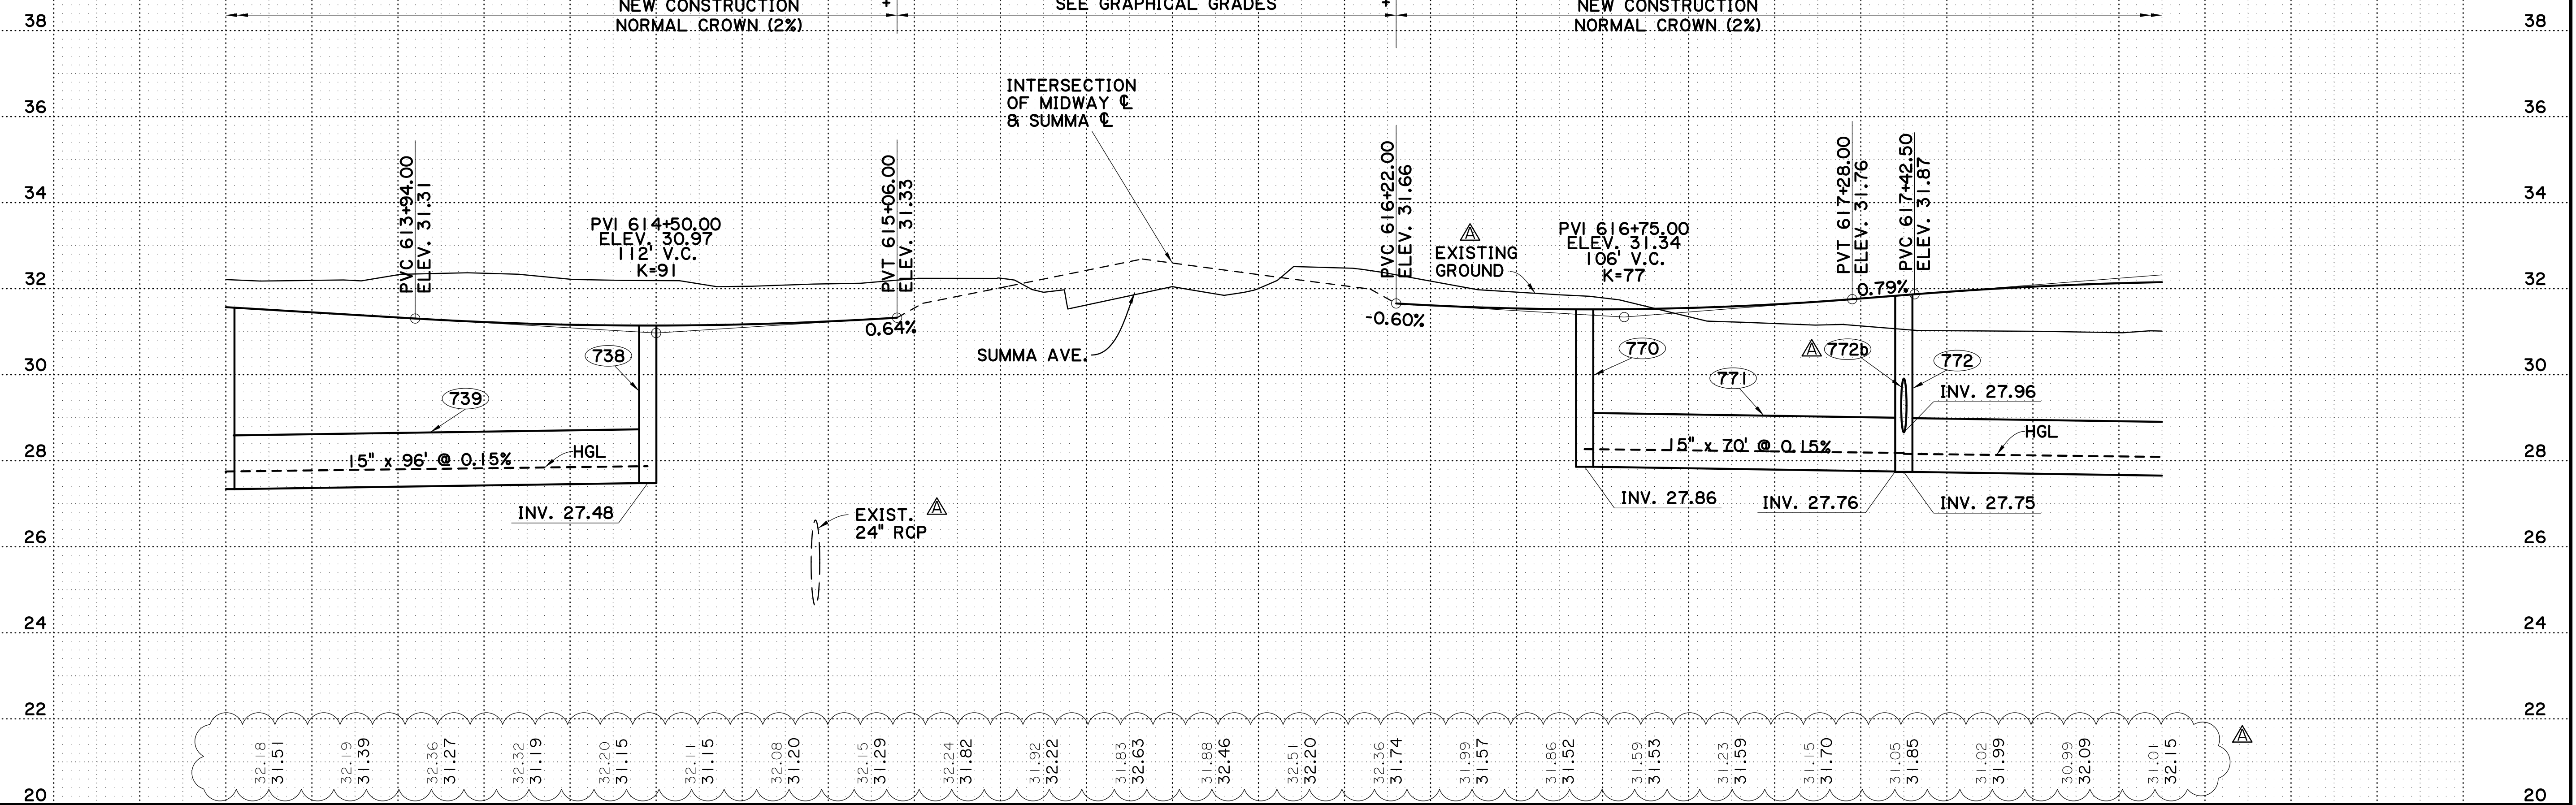 NEW CONSTRUCTION
NORMAL CROWN (2%)
+
SEE GRAPHICAL GRADES
+
NEW CONSTRUCTION
NORMAL CROWN (2%)
38
38
36
36
34
34
32
32
30
30
28
28
26
26
24
24
22
22
20
20
INTERSECTION
OF MIDWAY ℄
& SUMMA ℄
PVC 613+94.00
ELEV. 31.31
PVI 614+50.00
ELEV. 30.97
112' V.C.
K=91
PVT 615+06.00
ELEV. 31.33
0.64%
SUMMA AVE.
PVC 616+22.00
ELEV. 31.66
-0.60%
A
EXISTING
GROUND
PVI 616+75.00
ELEV. 31.34
106' V.C.
K=77
PVT 617+28.00
ELEV. 31.76
0.79%
PVC 617+42.50
ELEV. 31.87
738
739
15" x 96' @ 0.15%
HGL
INV. 27.48
EXIST.
24" RCP
A
770
771
A
772b
772
INV. 27.96
15" x 70' @ 0.15%
HGL
INV. 27.86
INV. 27.76
INV. 27.75
32.18
31.51
32.19
31.39
32.36
31.27
32.32
31.19
32.20
31.15
32.11
31.15
32.08
31.20
32.15
31.29
32.24
31.82
31.92
32.22
31.83
32.63
31.88
32.46
32.51
32.20
32.36
31.74
31.99
31.57
31.86
31.52
31.59
31.53
31.23
31.59
31.15
31.70
31.05
31.85
31.02
31.99
30.99
32.09
31.01
32.15
A